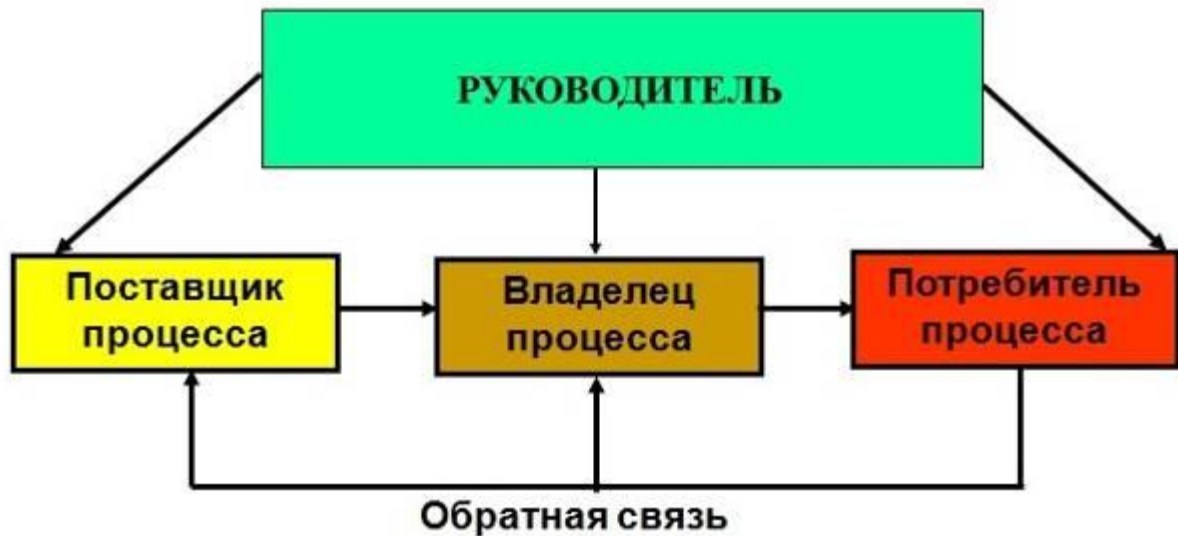 РУКОВОДИТЕЛЬ
Поставщик
процесса
Владелец
процесса
Потребитель
процесса
Обратная связь